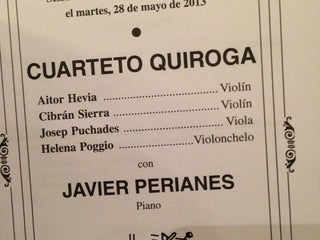 el martes, 28 de mayo de 2013
CUARTETO QUIROGA
Aitor Hevia ........................................ Violín
Cibrán Sierra ..................................... Violín
Josep Puchades .................................. Viola
Helena Poggio ........................... Violonchelo
con
JAVIER PERIANES
Piano